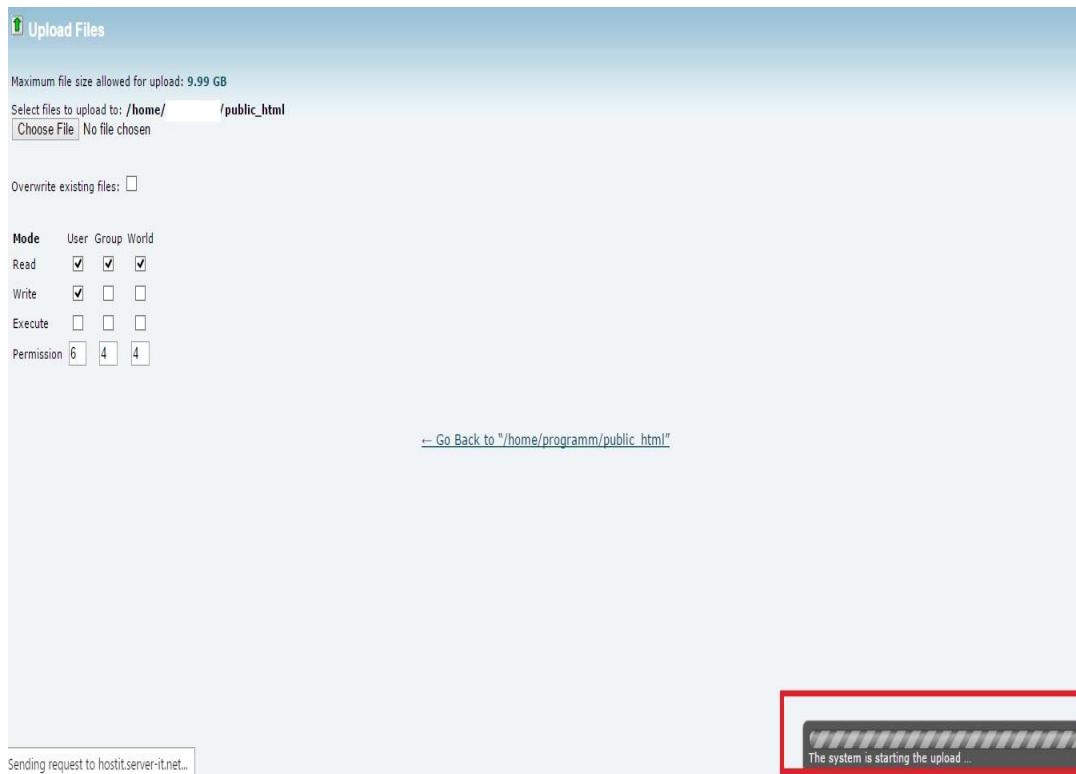 Upload Files
Maximum file size allowed for upload: 9.99 GB
Select files to upload to: /home/ /public_html
Choose File No file chosen
Overwrite existing files:
Mode User Group World
Read
Write
Execute
Permission 6 4 4
← Go Back to "/home/programm/public_html"
The system is starting the upload ...
Sending request to hostit.server-it.net...